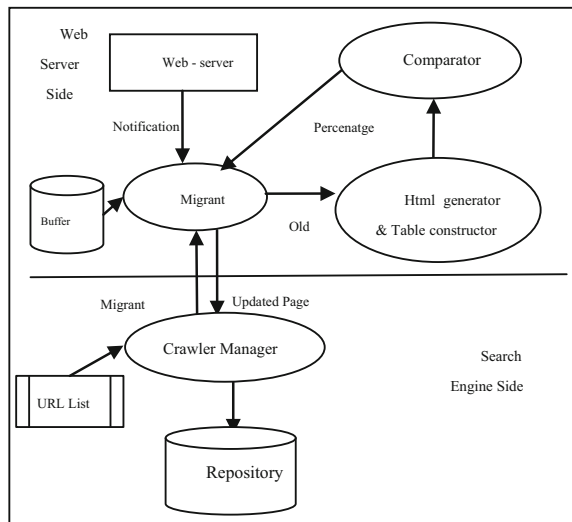 Web
Server
Side
Web - server
Comparator
Notification
Percenatge
Migrant
Html generator
& Table constructor
Buffer
Old
Migrant
Updated Page
Crawler Manager
Search
Engine Side
URL List
Repository